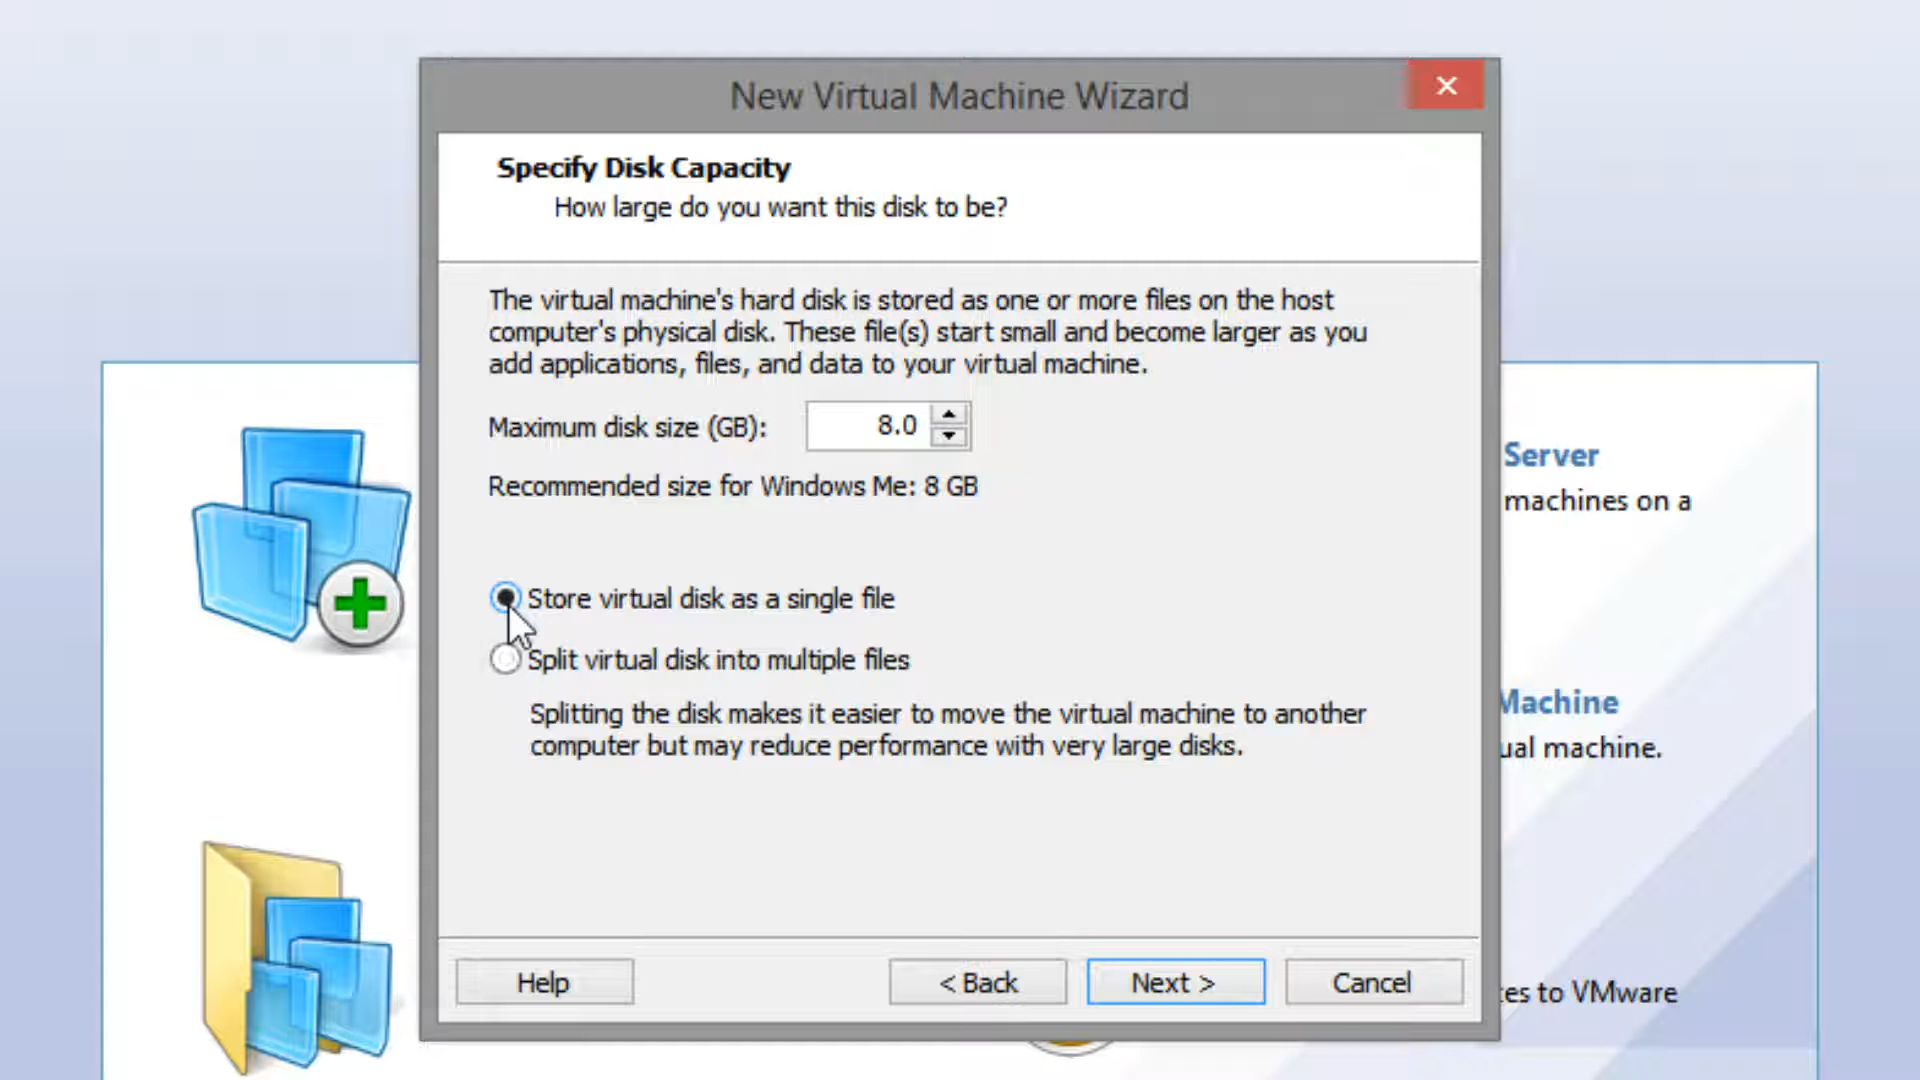 New Virtual Machine Wizard
Specify Disk Capacity
How large do you want this disk to be?
The virtual machine's hard disk is stored as one or more files on the host
computer's physical disk. These file(s) start small and become larger as you
add applications, files, and data to your virtual machine.
Maximum disk size (GB): 8.0
Recommended size for Windows Me: 8 GB
Store virtual disk as a single file
Split virtual disk into multiple files
Splitting the disk makes it easier to move the virtual machine to another
computer but may reduce performance with very large disks.
Help < Back Next > Cancel
Server
machines on a
Machine
machine.
to VMware